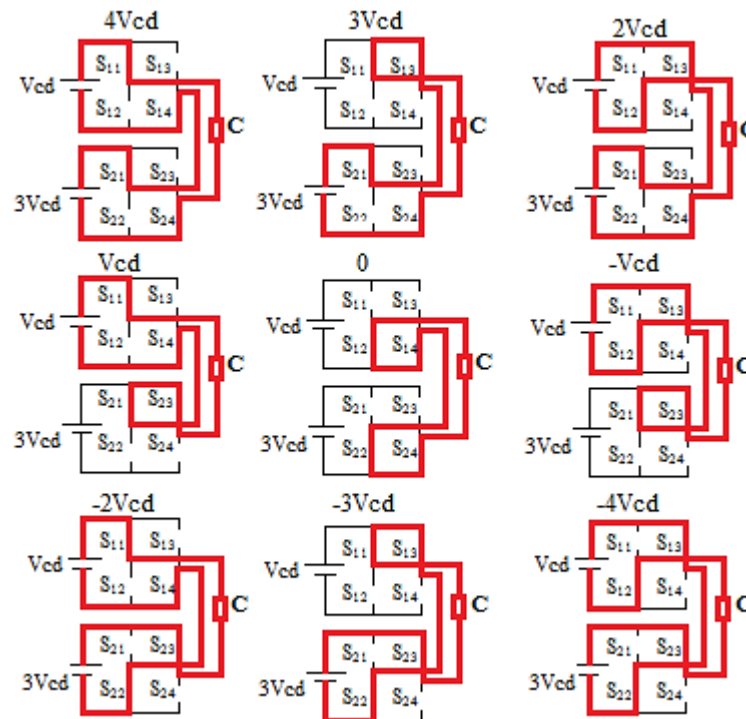 4Vcd 3Vcd 2Vcd
S11 S13 S11 S13 S11 S13
Vcd Vcd Vcd
S12 S14 C S12 S14 C S12 S14 C
S21 S23 S21 S23 S21 S23
3Vcd 3Vcd 3Vcd
S22 S24 S22 S24 S22 S24
Vcd 0 -Vcd
S11 S13 S11 S13 S11 S13
Vcd Vcd Vcd
S12 S14 C S12 S14 C S12 S14 C
S21 S23 S21 S23 S21 S23
3Vcd 3Vcd 3Vcd
S22 S24 S22 S24 S22 S24
-2Vcd -3Vcd -4Vcd
S11 S13 S11 S13 S11 S13
Vcd Vcd Vcd
S12 S14 C S12 S14 C S12 S14 C
S21 S23 S21 S23 S21 S23
3Vcd 3Vcd 3Vcd
S22 S24 S22 S24 S22 S24